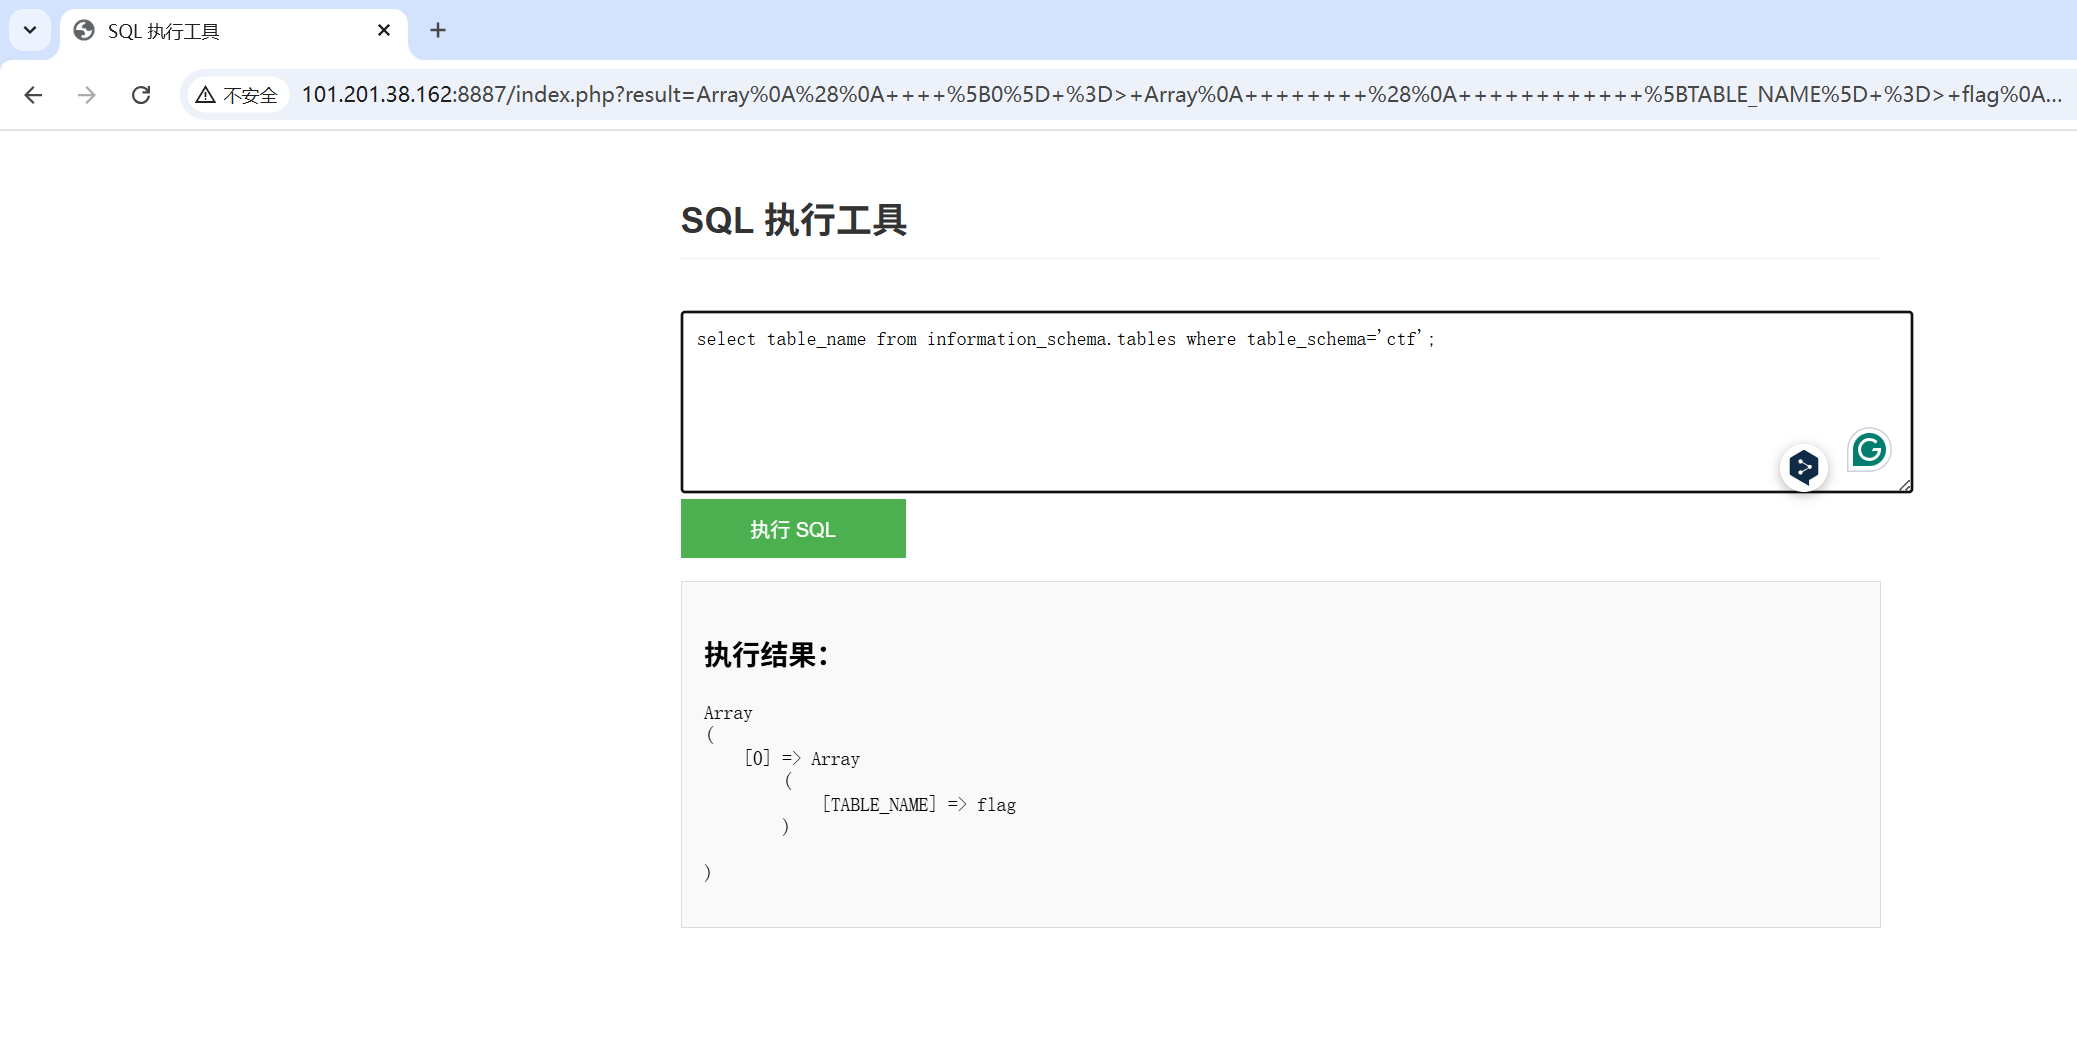 SQL 执行工具
不安全
101.201.38.162:8887/index.php?result=Array%0A%28%0A++++%5B0%5D+%3D>+Array%0A++++++++%28%0A++++++++++++%5BTABLE_NAME%5D+%3D>+flag%0A...
SQL 执行工具
select table_name from information_schema.tables where table_schema='ctf';
执行 SQL
执行结果：
Array
(
    [0] => Array
        (
            [TABLE_NAME] => flag
        )
)